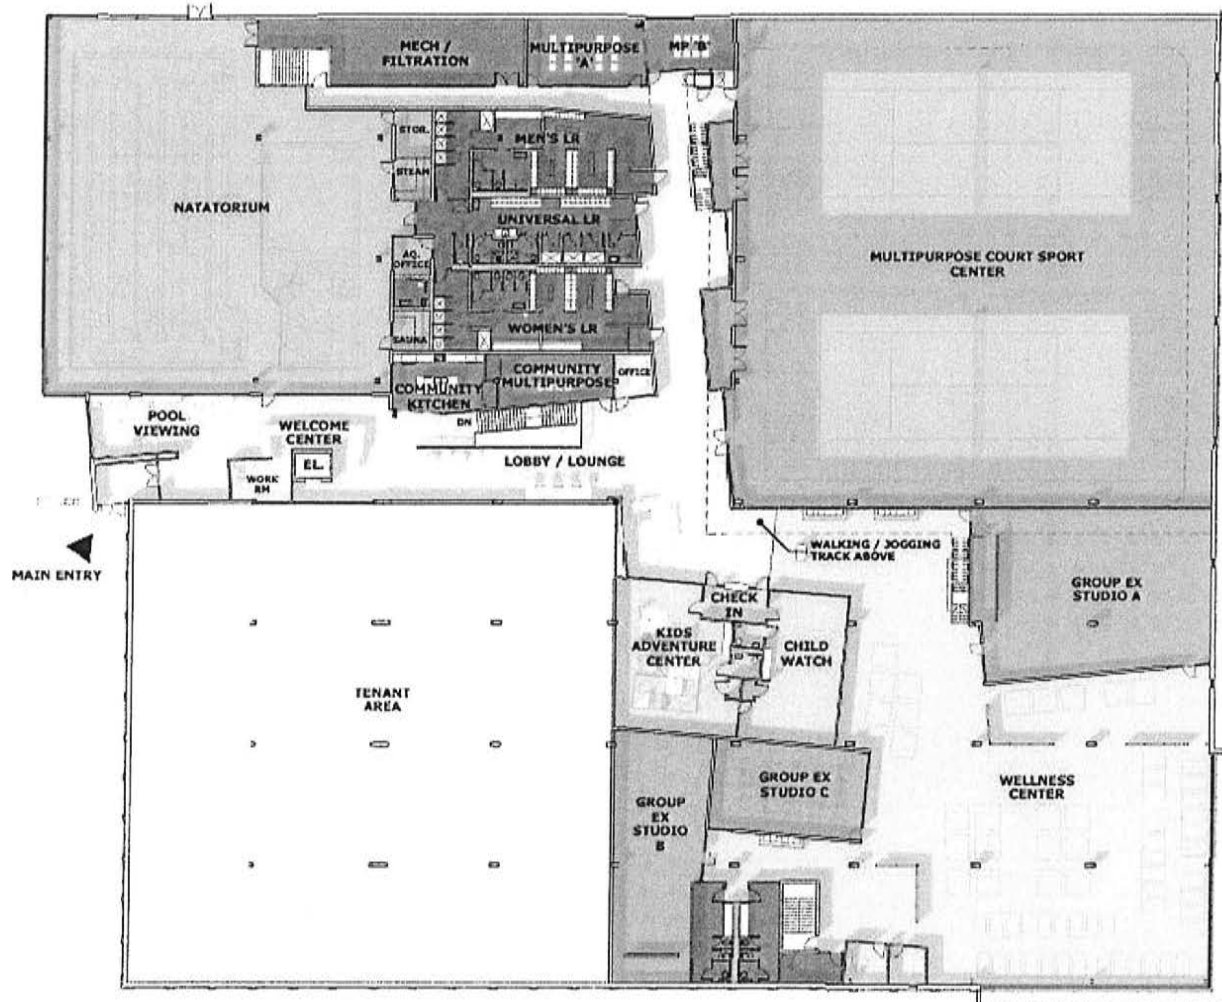 MECH /
FILTRATION
MULTIPURPOSE
'A'
MP 'B'
STOR.
MEN'S LR
STEAM
NATATORIUM
UNIVERSAL LR
AQ.
OFFICE
MULTIPURPOSE COURT SPORT
CENTER
SAUNA
WOMEN'S LR
COMMUNITY
MULTIPURPOSE
OFFICE
COMMUNITY
KITCHEN
POOL
VIEWING
WELCOME
CENTER
DN
EL.
LOBBY / LOUNGE
WORK
RM
MAIN ENTRY
WALKING / JOGGING
TRACK ABOVE
GROUP EX
STUDIO A
CHECK
IN
KIDS
ADVENTURE
CENTER
CHILD
WATCH
TENANT
AREA
GROUP EX
STUDIO C
WELLNESS
CENTER
GROUP
EX
STUDIO
B